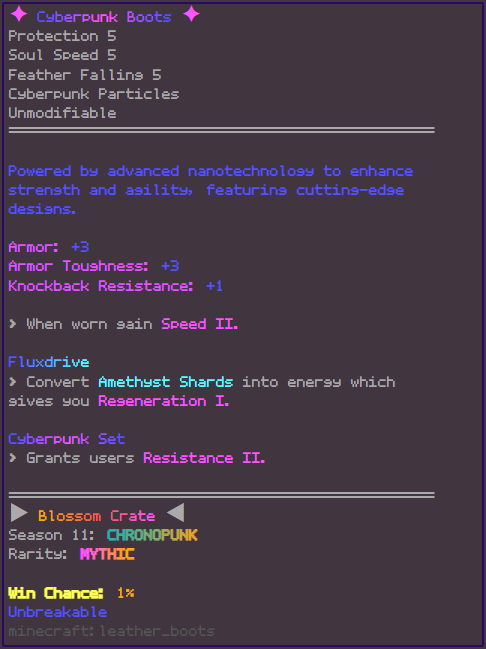 ✦ Cyberpunk Boots ✦
Protection 5
Soul Speed 5
Feather Falling 5
Cyberpunk Particles
Unmodifiable
Powered by advanced nanotechnology to enhance
strength and agility, featuring cutting-edge
designs.
Armor: +3
Armor Toughness: +3
Knockback Resistance: +1
> When worn gain Speed II.
Fluxdrive
> Convert Amethyst Shards into energy which
gives you Regeneration I.
Cyberpunk Set
> Grants users Resistance II.
▶ Blossom Crate ◀
Season 11: CHRONOPUNK
Rarity: MYTHIC
Win Chance: 1%
Unbreakable
minecraft:leather_boots